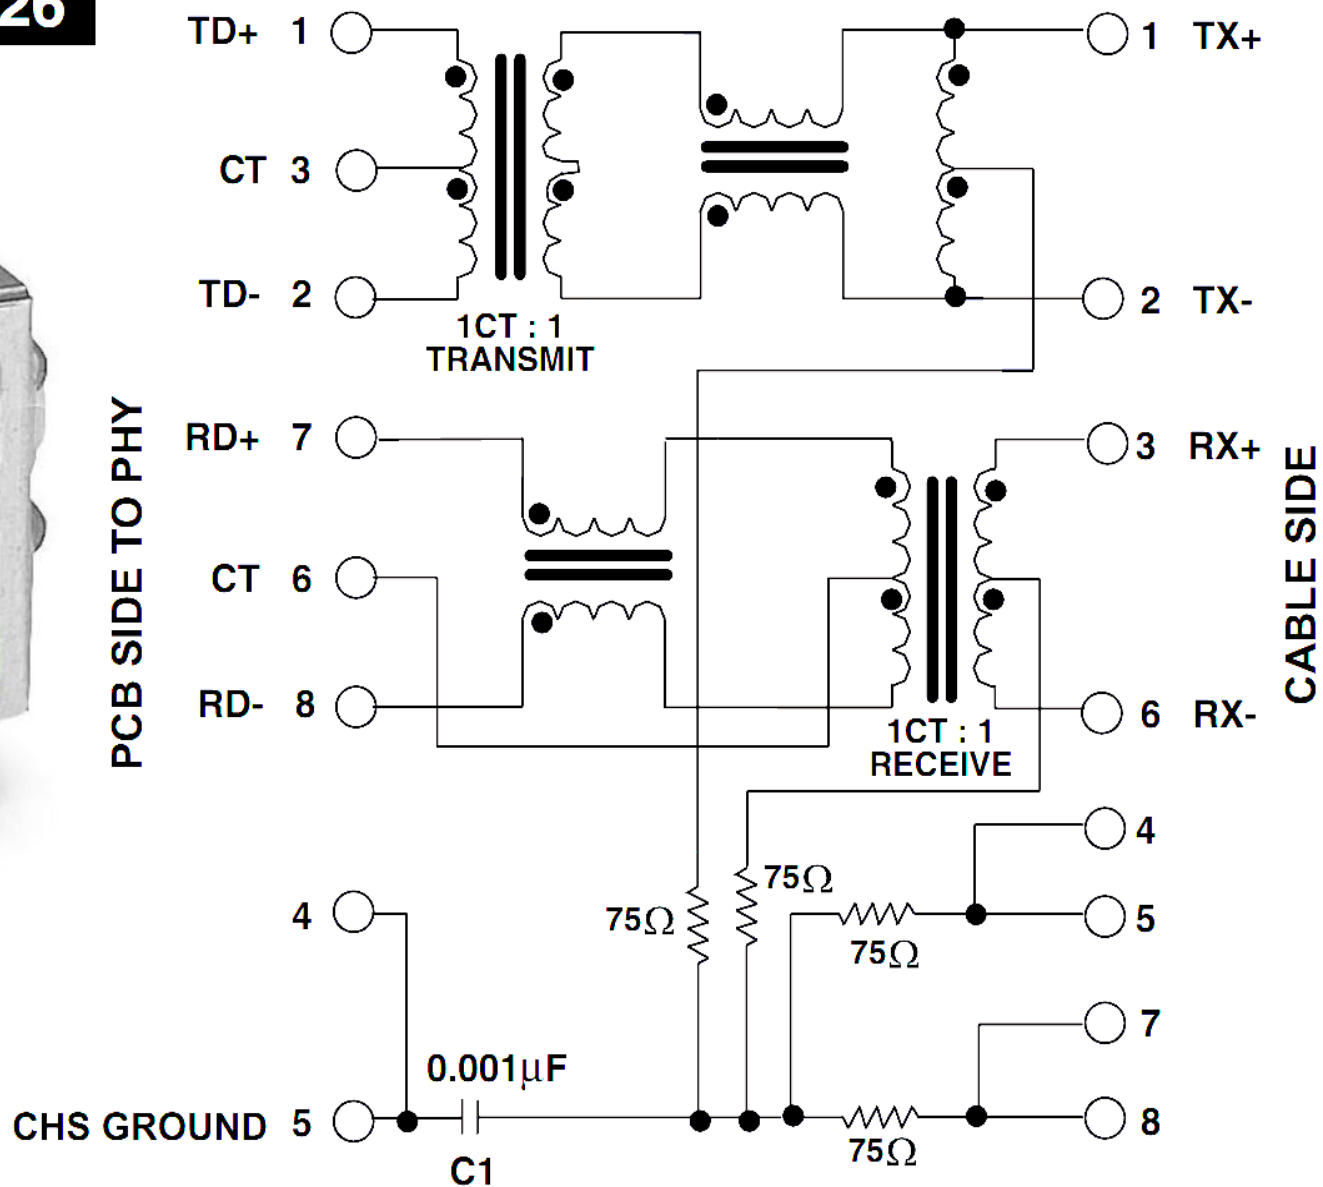 26
TD+ 1
1 TX+
CT 3
TD- 2
2 TX-
1CT : 1
TRANSMIT
RD+ 7
3 RX+
PCB SIDE TO PHY
CABLE SIDE
CT 6
RD- 8
6 RX-
1CT : 1
RECEIVE
4
75Ω
75Ω
4
5
75Ω
7
0.001µF
CHS GROUND 5
8
75Ω
C1